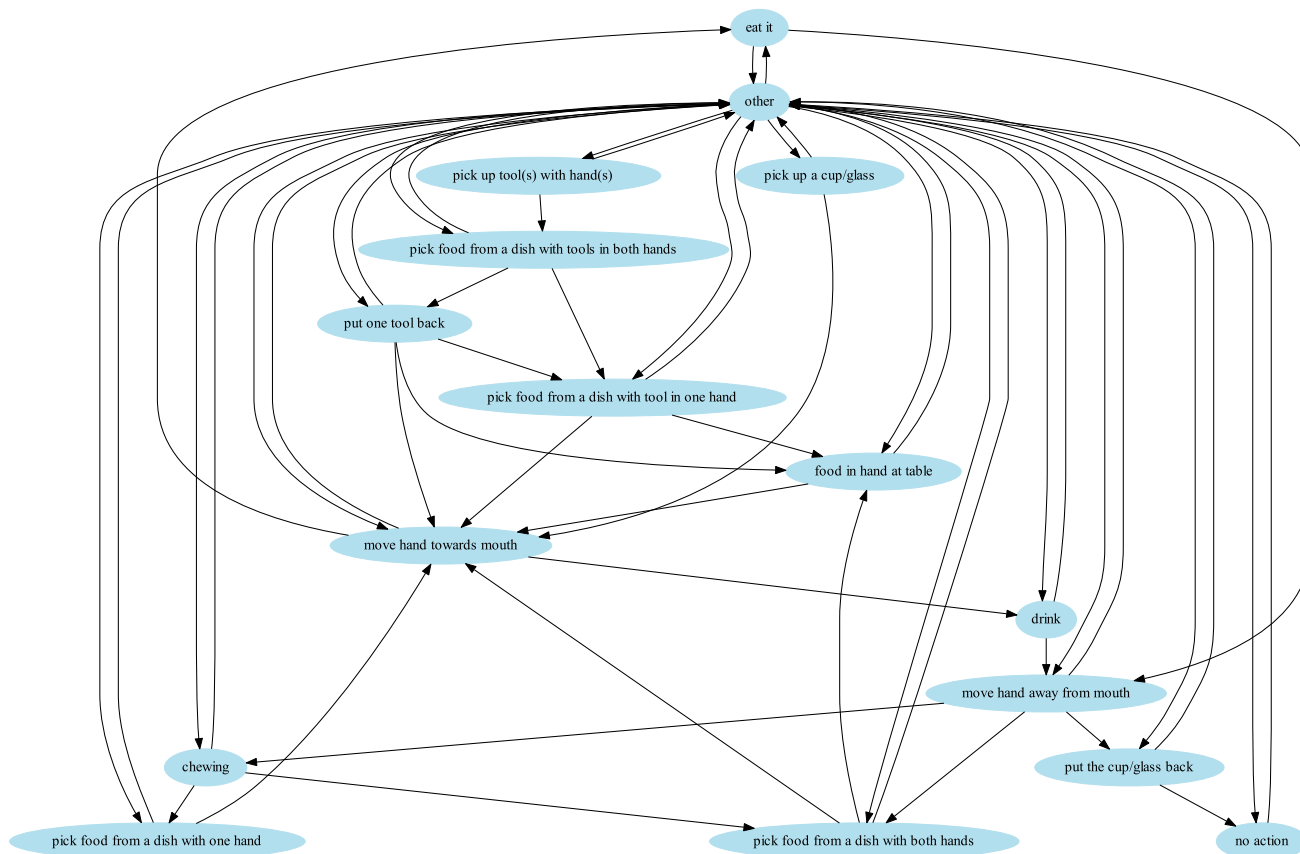 eat it
other
pick up tool(s) with hand(s)
pick up a cup/glass
pick food from a dish with tools in both hands
put one tool back
pick food from a dish with tool in one hand
food in hand at table
move hand towards mouth
drink
move hand away from mouth
chewing
put the cup/glass back
pick food from a dish with one hand
pick food from a dish with both hands
no action